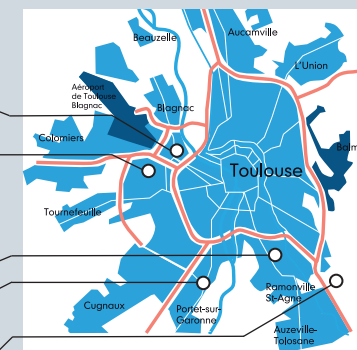 Beauzelle
Aucamville
L'Union
Aéroport
de Toulouse
Blagnac
Blagnac
Colomiers
Toulouse
Balm
Tournefeuille
Ramonville
St-Agne
Cugnaux
Portet-sur-
Garonne
Auzeville-
Tolosane